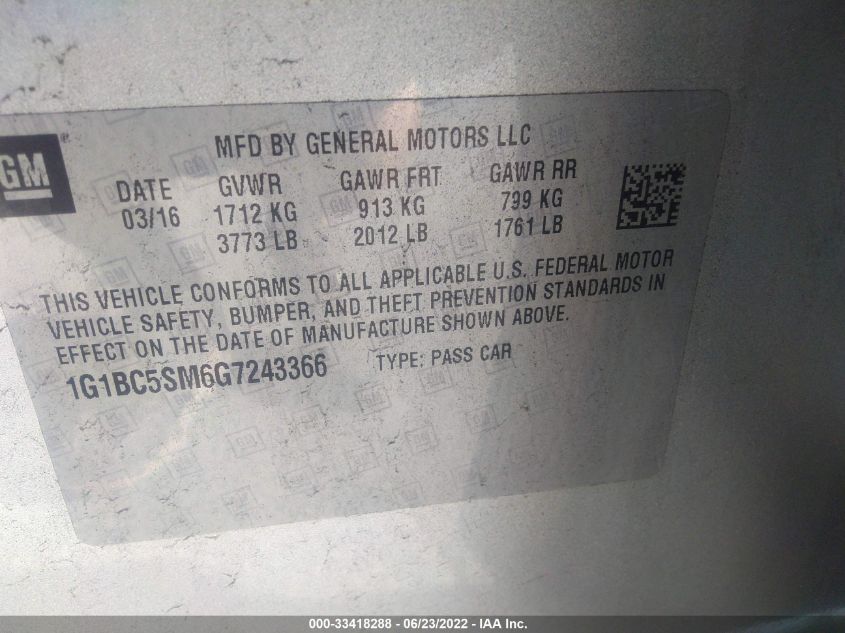 GM
MFD BY GENERAL MOTORS LLC
DATE GVWR GAWR FRT GAWR RR
03/16 1712 KG 913 KG 799 KG
3773 LB 2012 LB 1761 LB
THIS VEHICLE CONFORMS TO ALL APPLICABLE U.S. FEDERAL MOTOR
VEHICLE SAFETY, BUMPER, AND THEFT PREVENTION STANDARDS IN
EFFECT ON THE DATE OF MANUFACTURE SHOWN ABOVE.
1G1BC5SM6G7243366 TYPE: PASS CAR
000-33418288 - 06/23/2022 - IAA Inc.